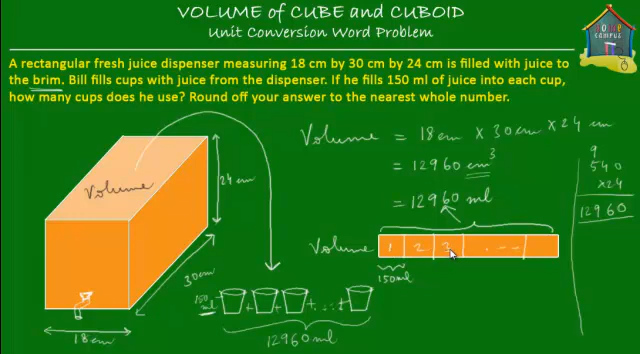 VOLUME of CUBE and CUBOID
Unit Conversion Word Problem
HOME CAMPUS
A rectangular fresh juice dispenser measuring 18 cm by 30 cm by 24 cm is filled with juice to
the brim. Bill fills cups with juice from the dispenser. If he fills 150 ml of juice into each cup,
how many cups does he use? Round off your answer to the nearest whole number.
Volume = 18 cm × 30 cm × 24 cm
= 12960 cm³
= 12960 ml
9
540
×24
12960
Volume
24 cm
30 cm
18 cm
Volume 1 2 3 . - - -
150 ml
150 ml + + + ... +
12960 ml